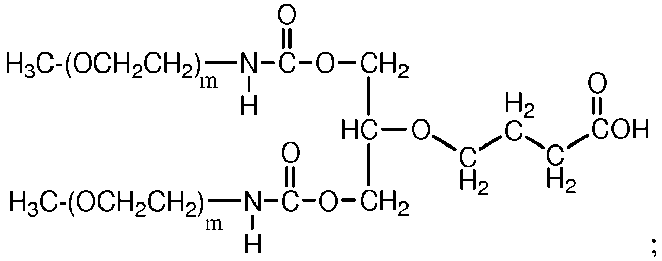 O
H3C-(OCH2CH2)m N C O CH2
H
H2
O
HC O C C COH
C C
H2 H2
O
H3C-(OCH2CH2)m N C O CH2
H
;